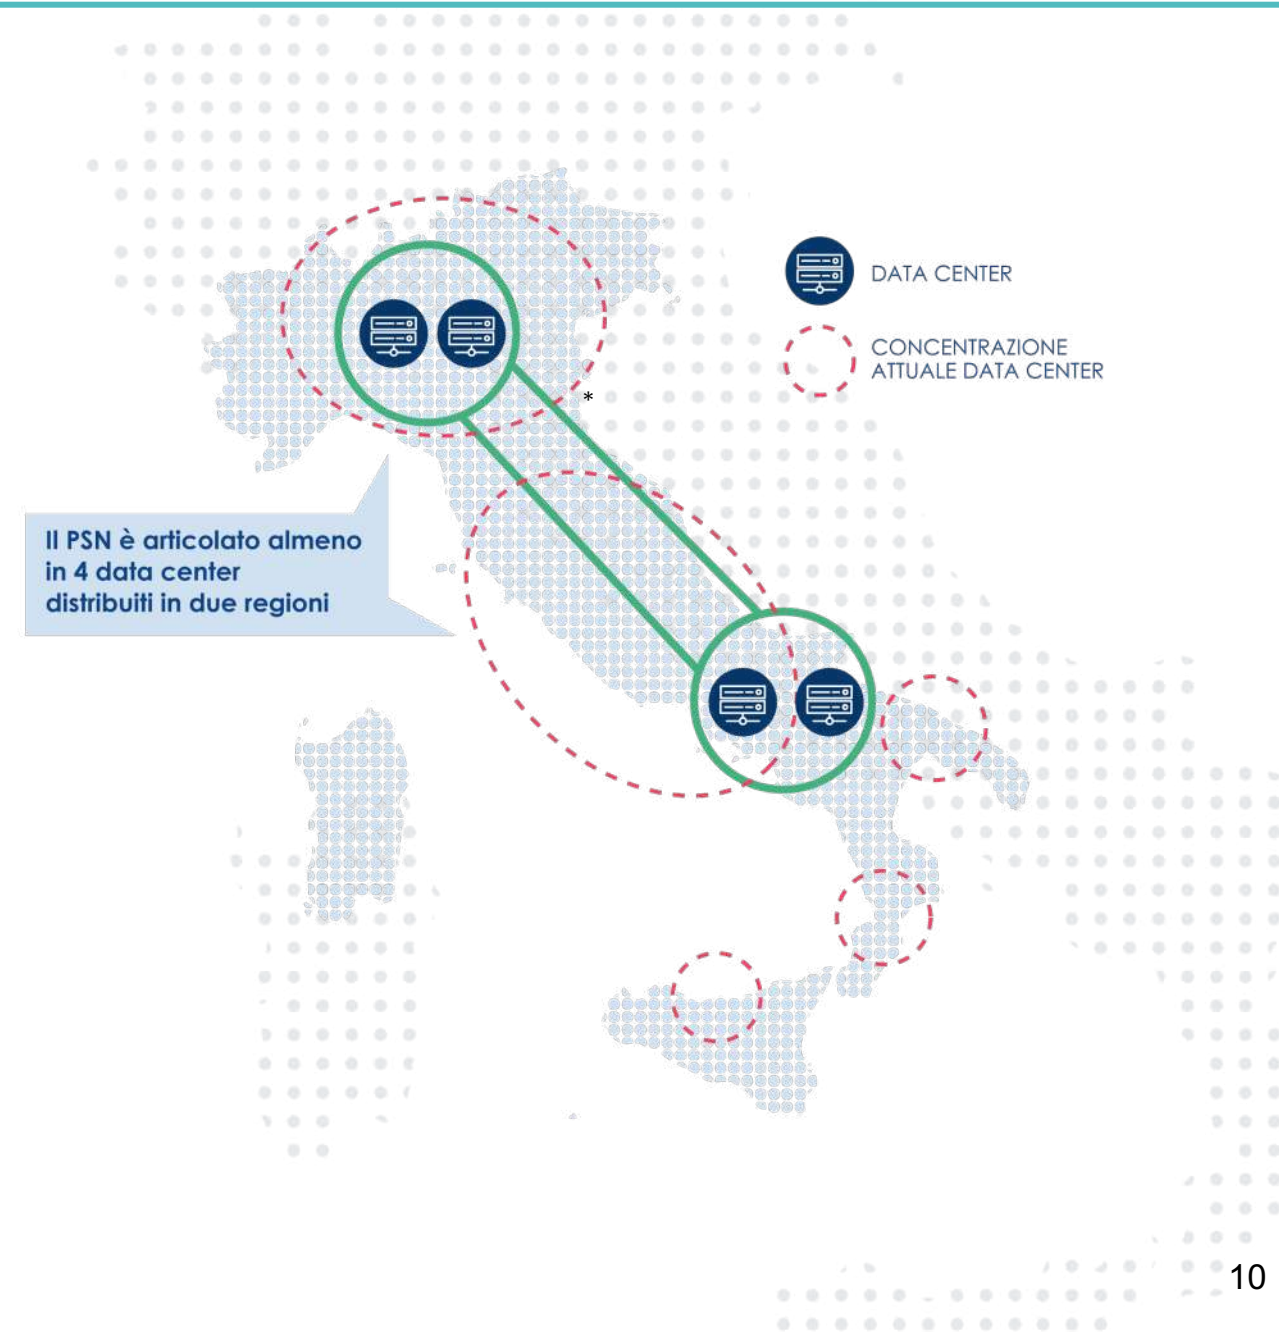 DATA CENTER
CONCENTRAZIONE
ATTUALE DATA CENTER
*
Il PSN è articolato almeno
in 4 data center
distribuiti in due regioni
10